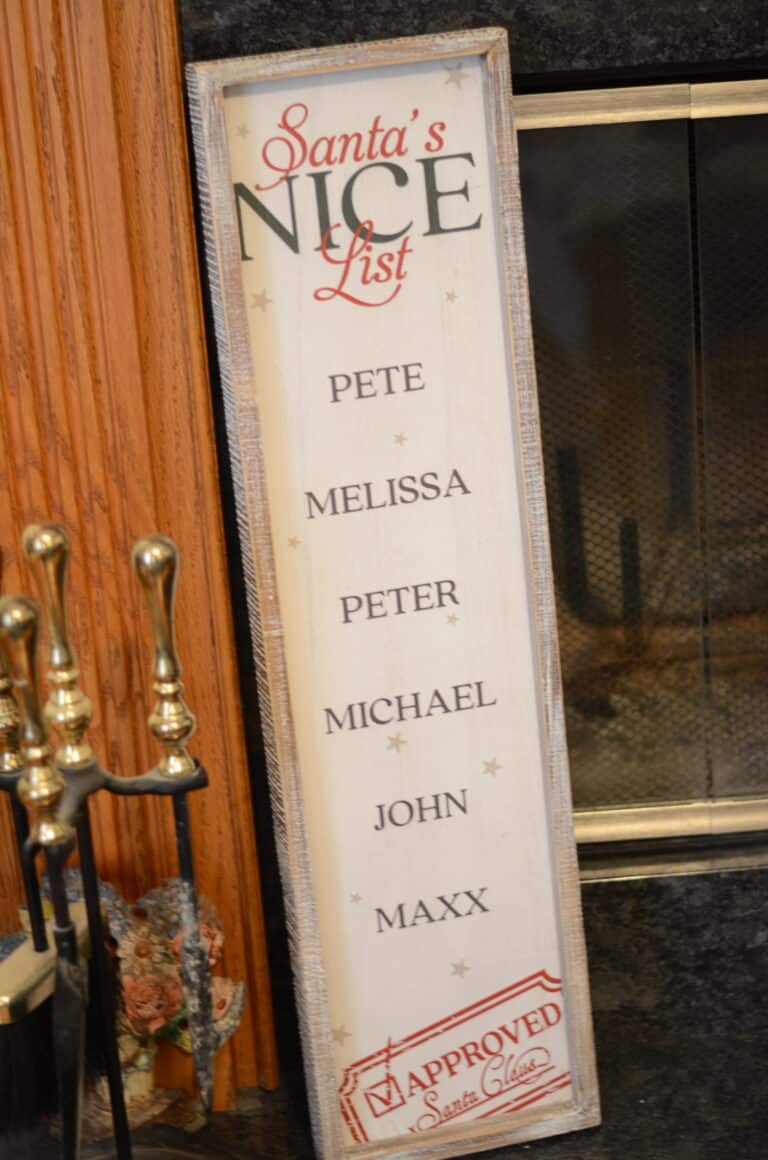 Santa's
NICE
List
PETE
MELISSA
PETER
MICHAEL
JOHN
MAXX
APPROVED
Santa Claus